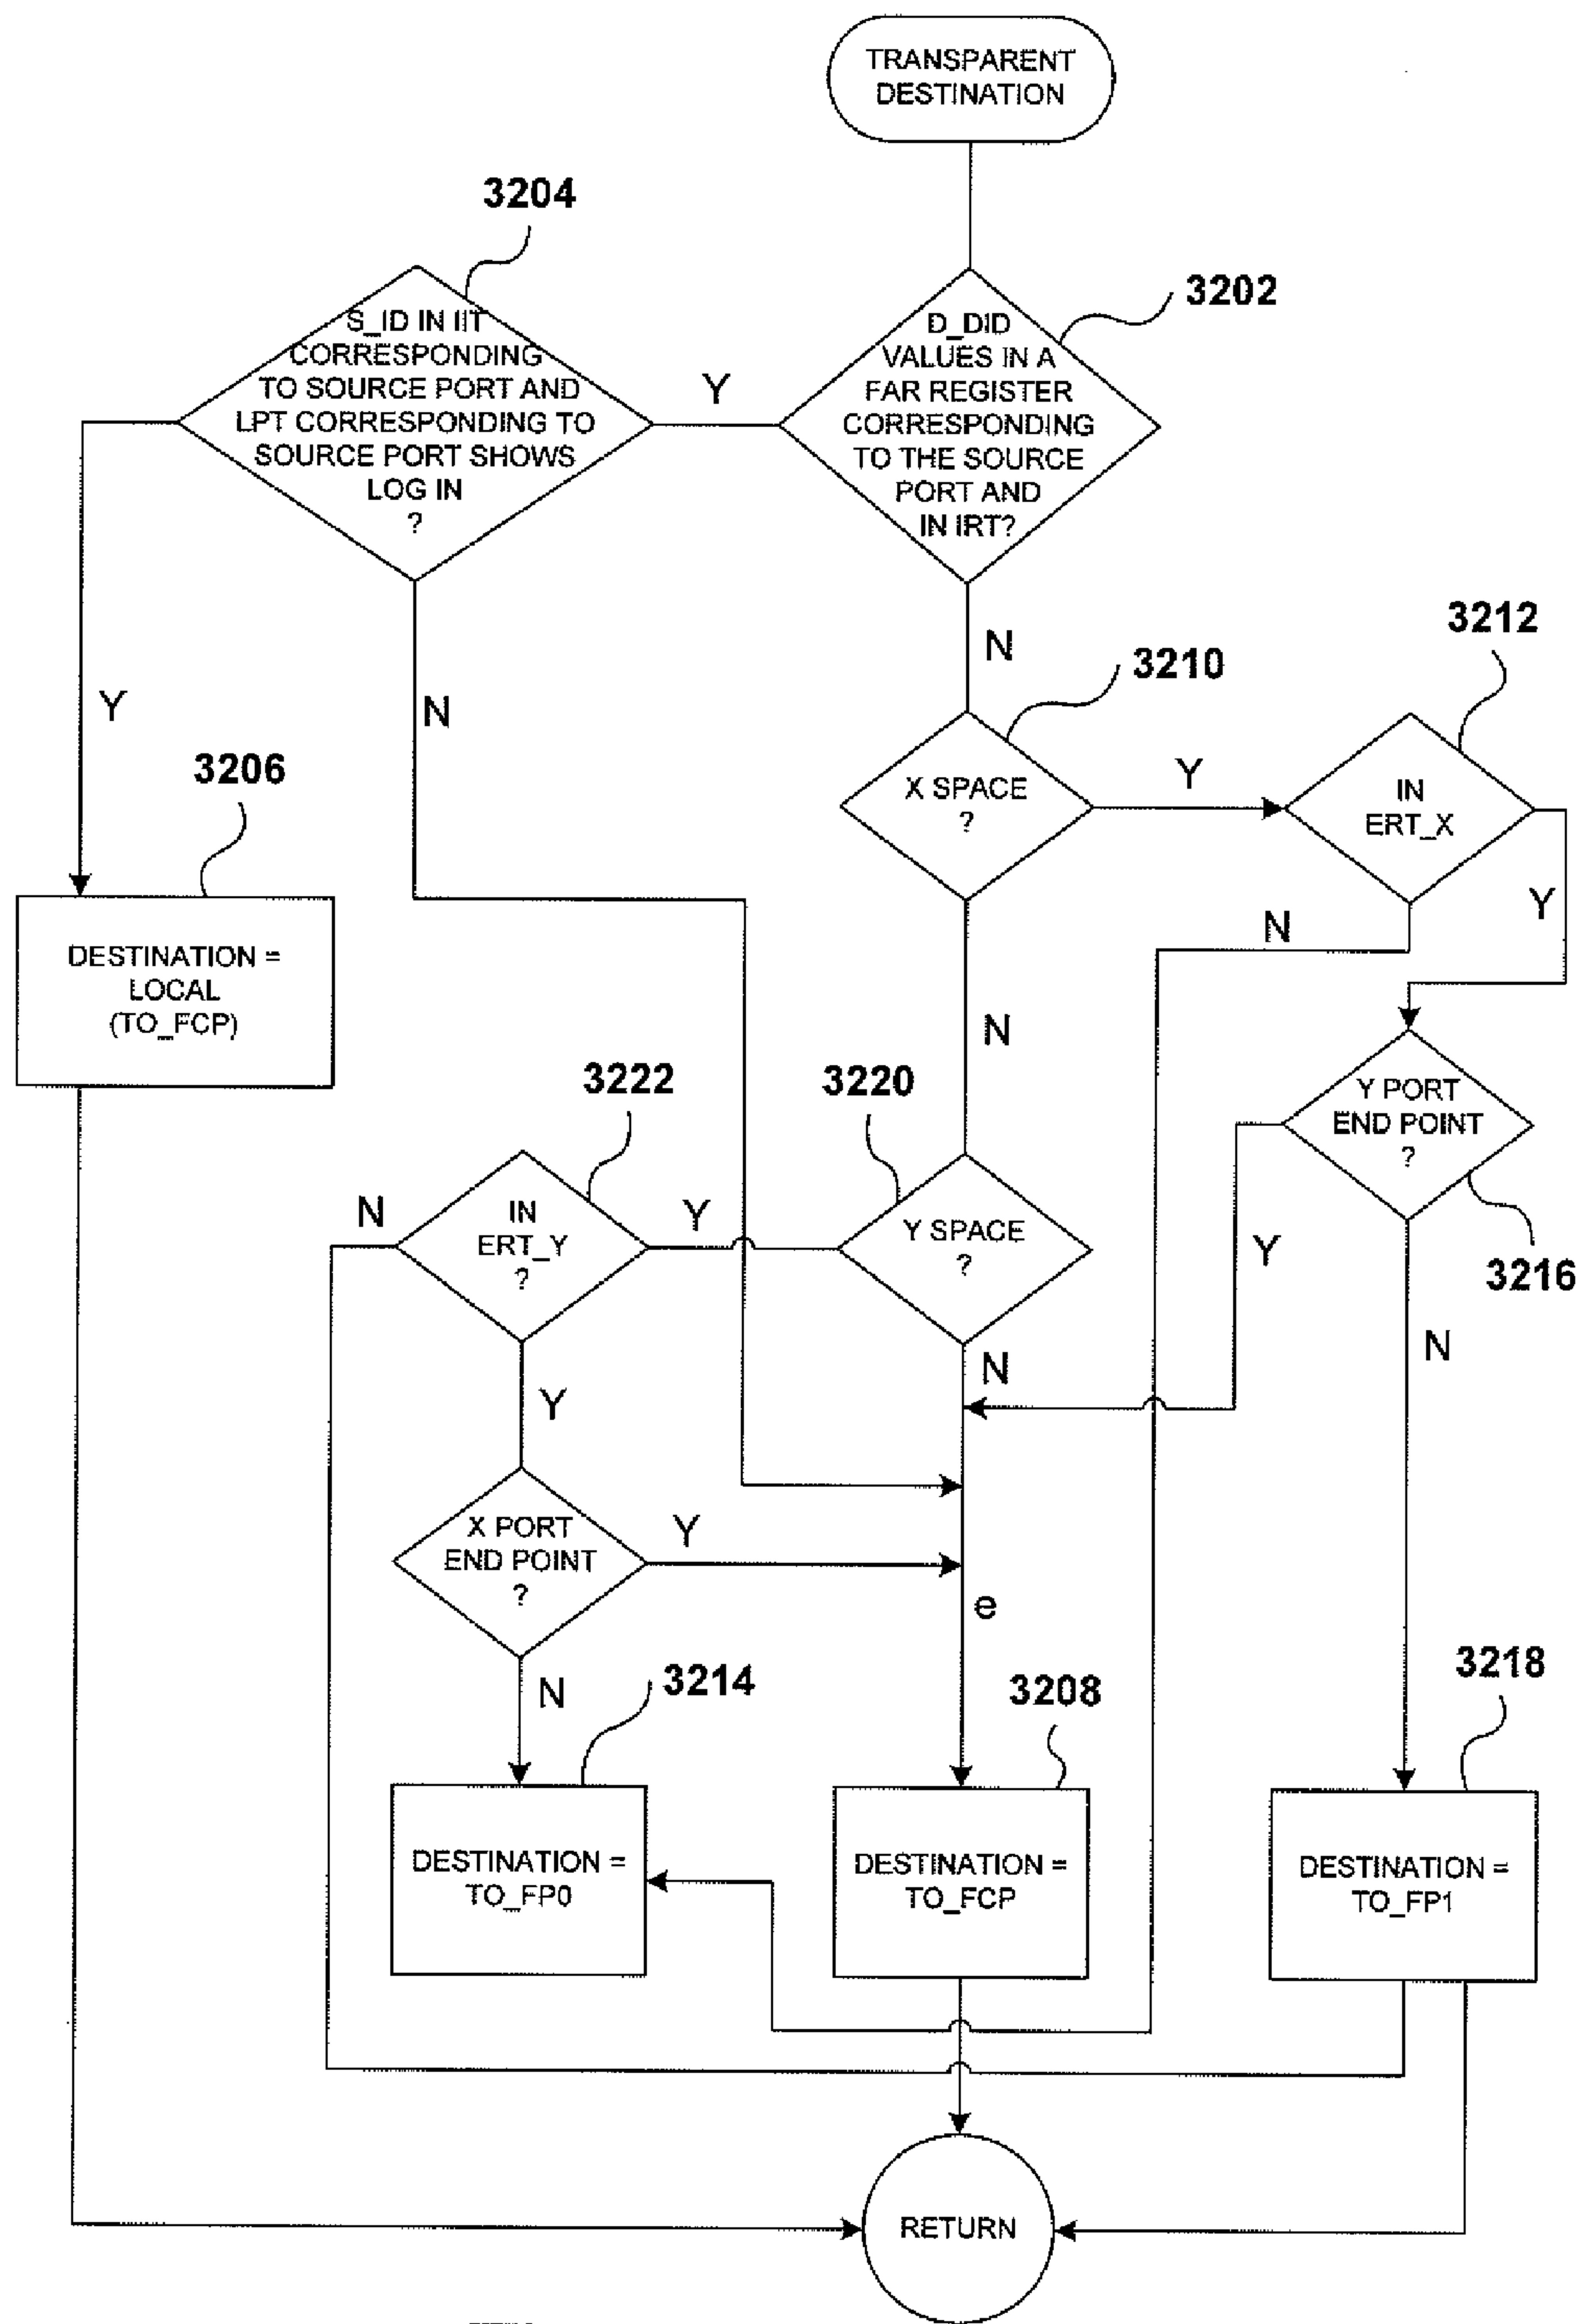 TRANSPARENT
DESTINATION
3204
3202
S_ID IN IIT
CORRESPONDING
TO SOURCE PORT AND
LPT CORRESPONDING TO
SOURCE PORT SHOWS
LOG IN
?
Y
D_DID
VALUES IN A
FAR REGISTER
CORRESPONDING
TO THE SOURCE
PORT AND
IN IRT?
N
3210
3212
Y
N
3206
X SPACE
?
Y
IN
ERT_X
Y
N
DESTINATION =
LOCAL
(TO_FCP)
N
3222
3220
Y PORT
END POINT
?
3216
N
IN
ERT_Y
?
Y
Y SPACE
?
Y
N
N
Y
X PORT
END POINT
?
Y
e
N
3214
3208
3218
DESTINATION =
TO_FP0
DESTINATION =
TO_FCP
DESTINATION =
TO_FP1
RETURN